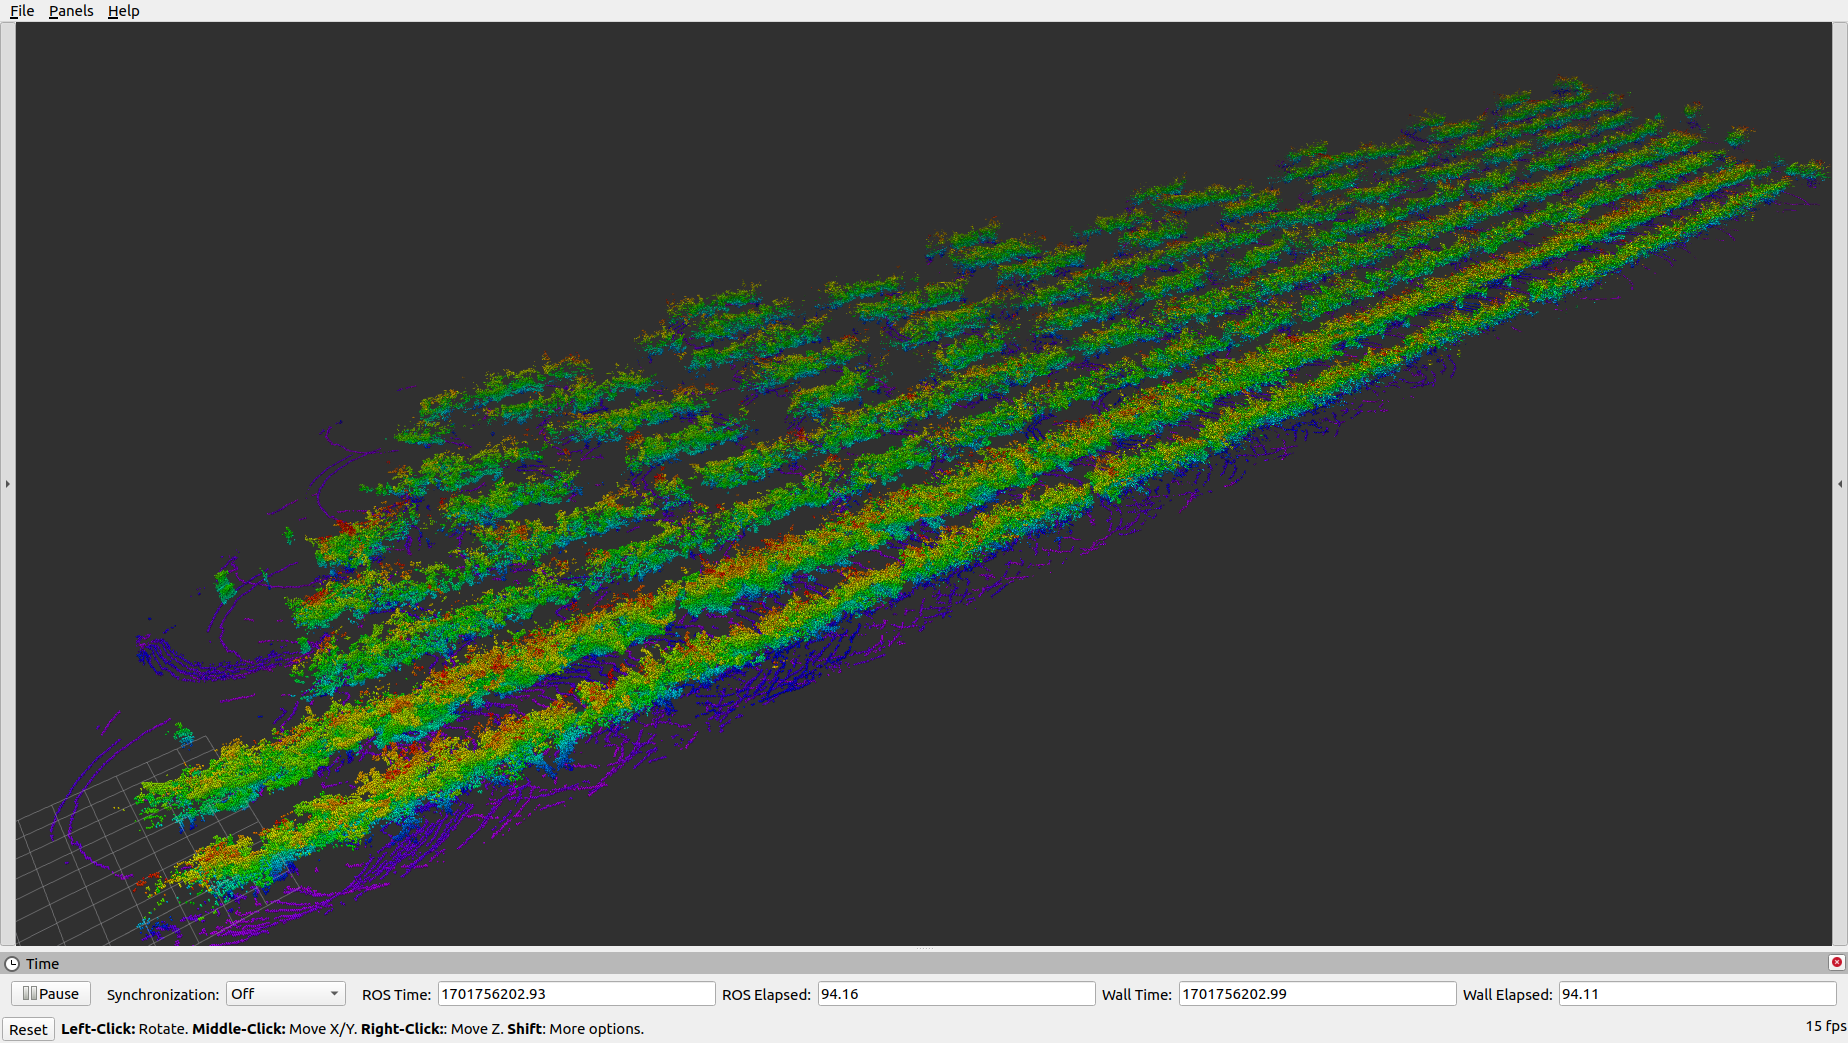 File Panels Help
Time
Pause Synchronization: Off ROS Time: 1701756202.93 ROS Elapsed: 94.16 Wall Time: 1701756202.99 Wall Elapsed: 94.11
Reset Left-Click: Rotate. Middle-Click: Move X/Y. Right-Click:: Move Z. Shift: More options. 15 fps